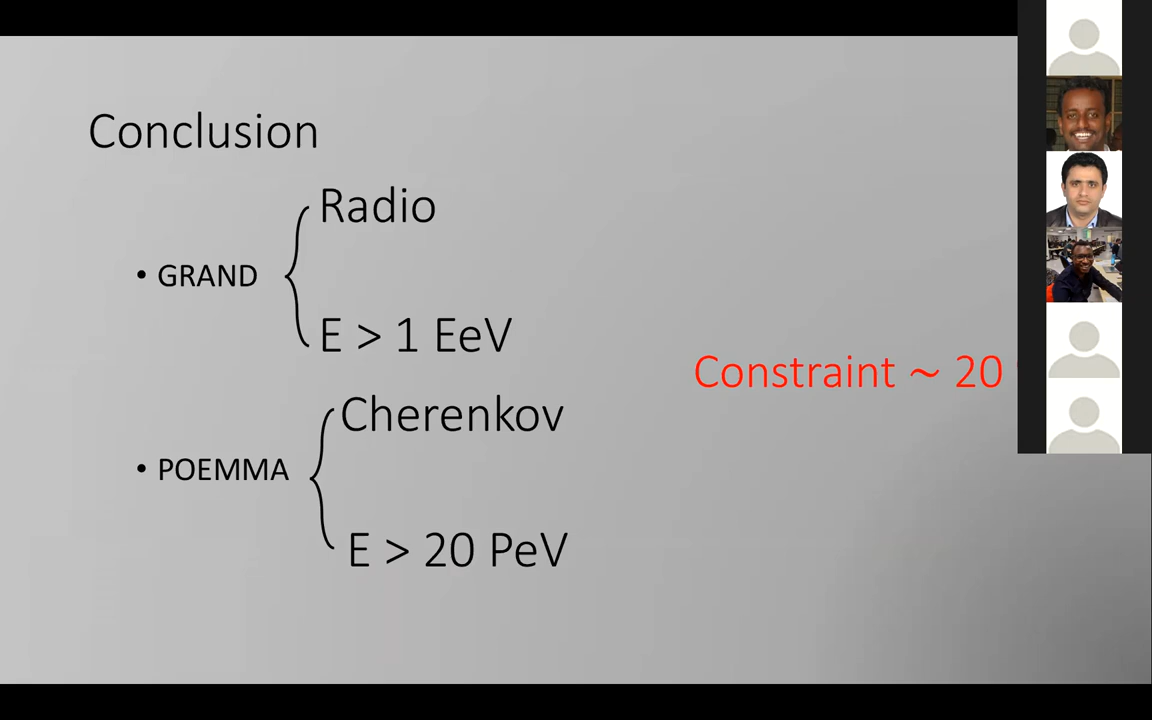 Conclusion
Radio
• GRAND
E > 1 EeV
Constraint ~ 20
Cherenkov
• POEMMA
E > 20 PeV